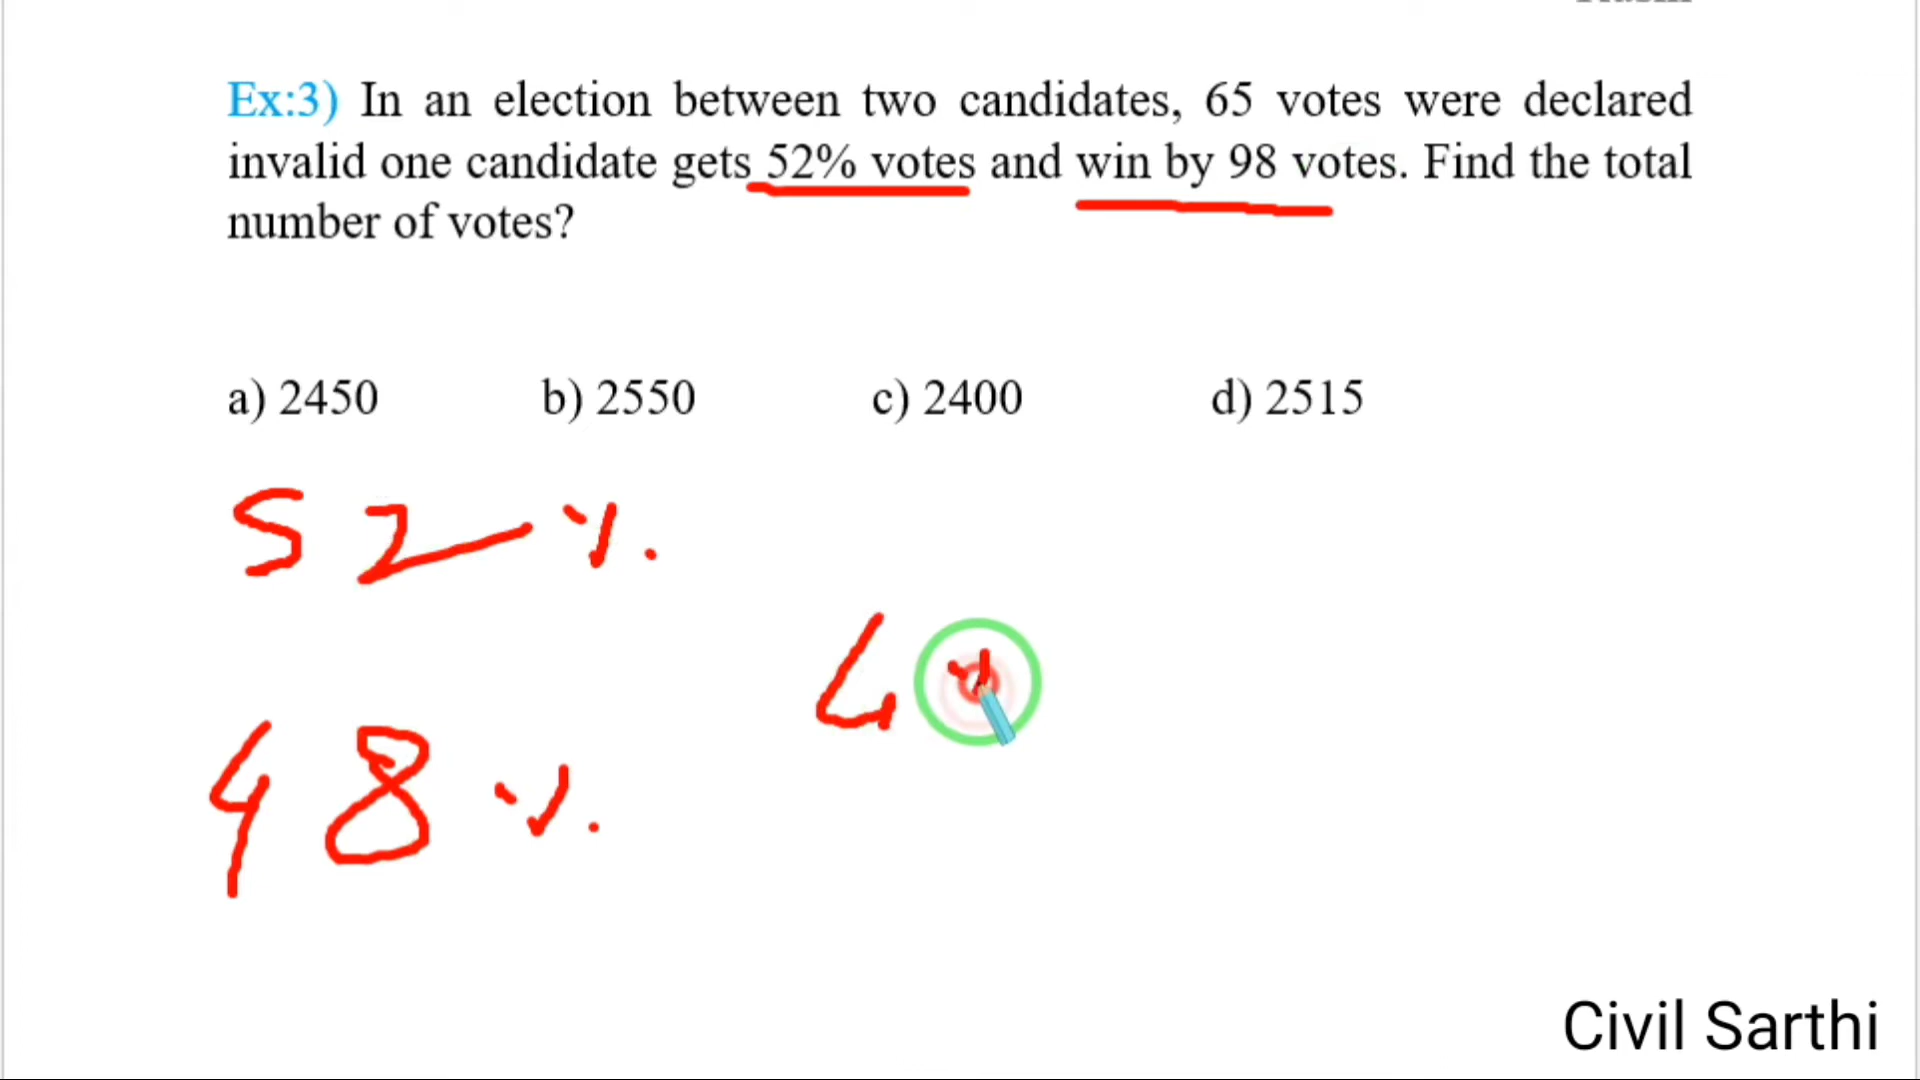 Ex:3) In an election between two candidates, 65 votes were declared
invalid one candidate gets 52% votes and win by 98 votes. Find the total
number of votes?
a) 2450 b) 2550 c) 2400 d) 2515
52%
4%
48%
Civil Sarthi